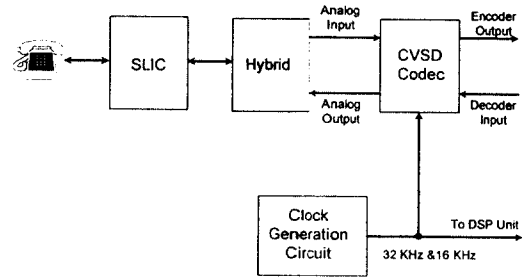 Analog
Input
Encoder
Output
SLIC
Hybrid
CVSD
Codec
Analog
Output
Decoder
Input
Clock
Generation
Circuit
To DSP Unit
32 KHz &16 KHz